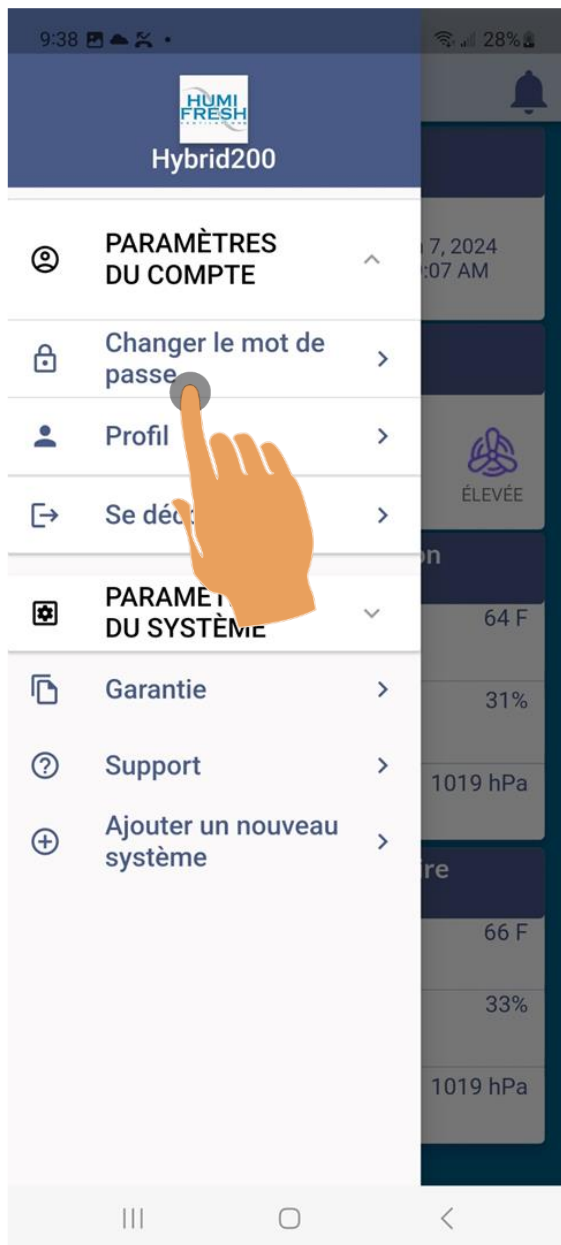 9:38
28%
HUMI
FRESH
Hybrid200
PARAMÈTRES
DU COMPTE
7, 2024
:07 AM
Changer le mot de
passe
Profil
ÉLEVÉE
Se déc
on
PARAMÈT
DU SYSTÈME
64 F
Garantie
31%
Support
1019 hPa
Ajouter un nouveau
système
ire
66 F
33%
1019 hPa